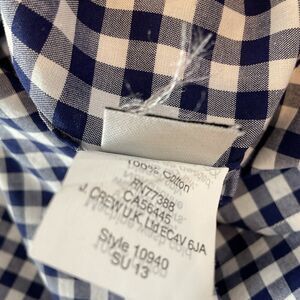 100% Cotton
RN77388
CA56445
J. CREW U.K. Ltd EC4V 6JA
Style 10940
SU 13